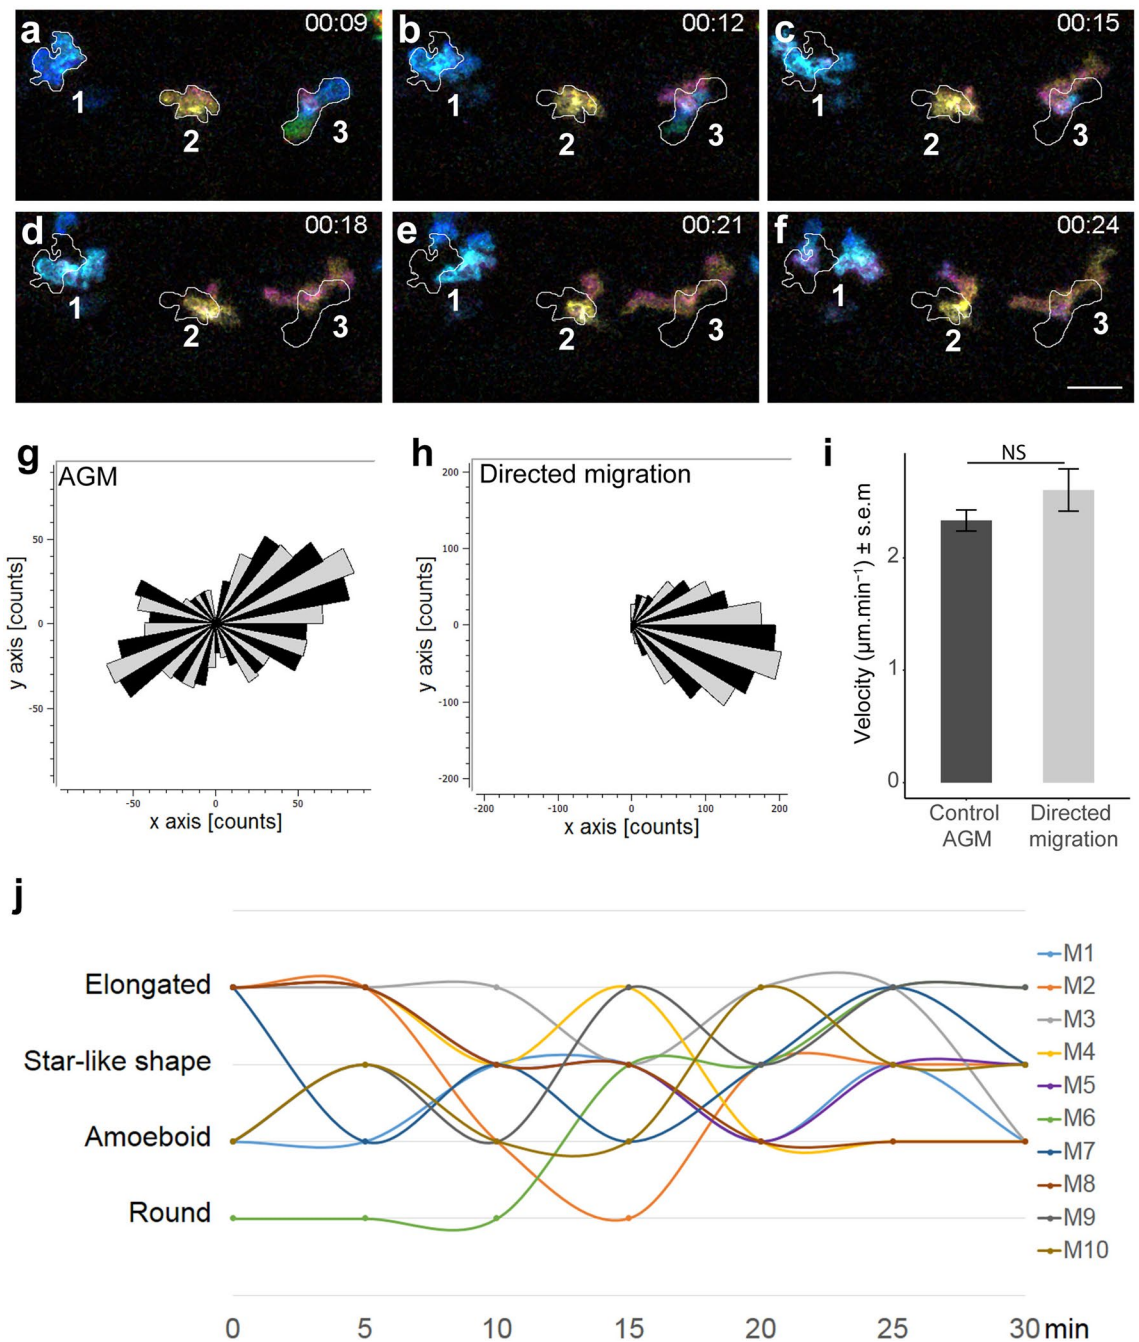 a 00:09 b 00:12 c 00:15
1 1 1
2 2 2
3 3 3
d 00:18 e 00:21 f 00:24
1 1 1
2 2 2
3 3 3
g h i
AGM
50
0
-50
y axis [counts]
-50 0 50
x axis [counts]
Directed migration
200
100
0
-100
-200
y axis [counts]
-200 -100 0 100 200
x axis [counts]
NS
2
1
0
Velocity (µm.min⁻¹) ± s.e.m
Control Directed
AGM migration
j
Elongated
Star-like shape
Amoeboid
Round
M1
M2
M3
M4
M5
M6
M7
M8
M9
M10
0 5 10 15 20 25 30 min